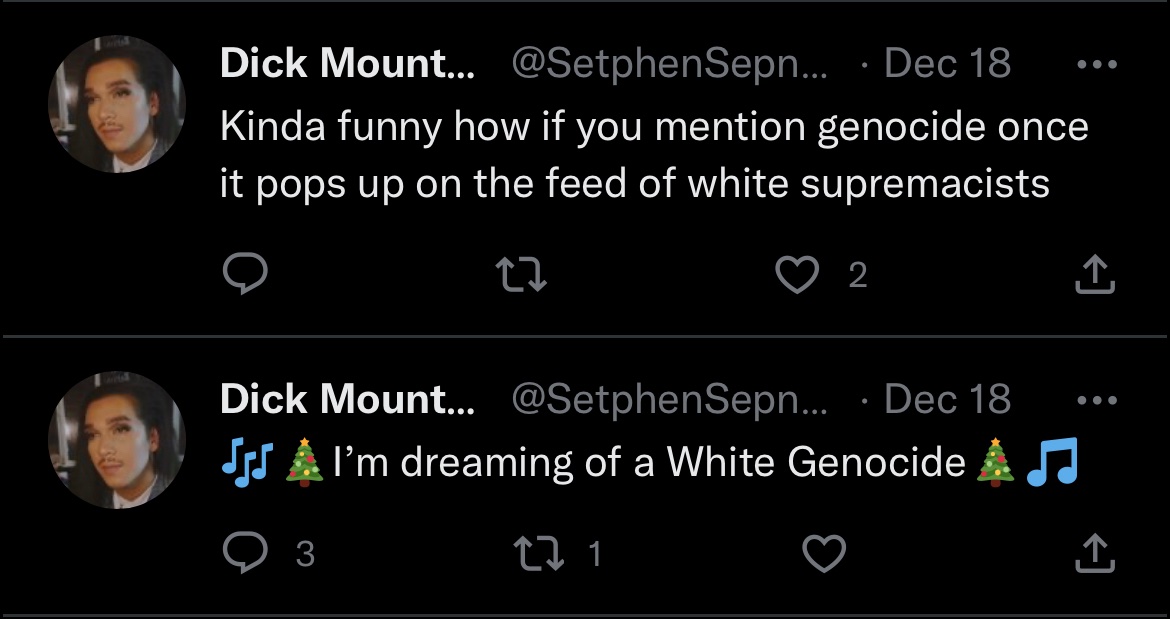 Dick Mount... @SetphenSepn... · Dec 18
Kinda funny how if you mention genocide once
it pops up on the feed of white supremacists
2
Dick Mount... @SetphenSepn... · Dec 18
🎶🎄I’m dreaming of a White Genocide🎄🎵
3 1